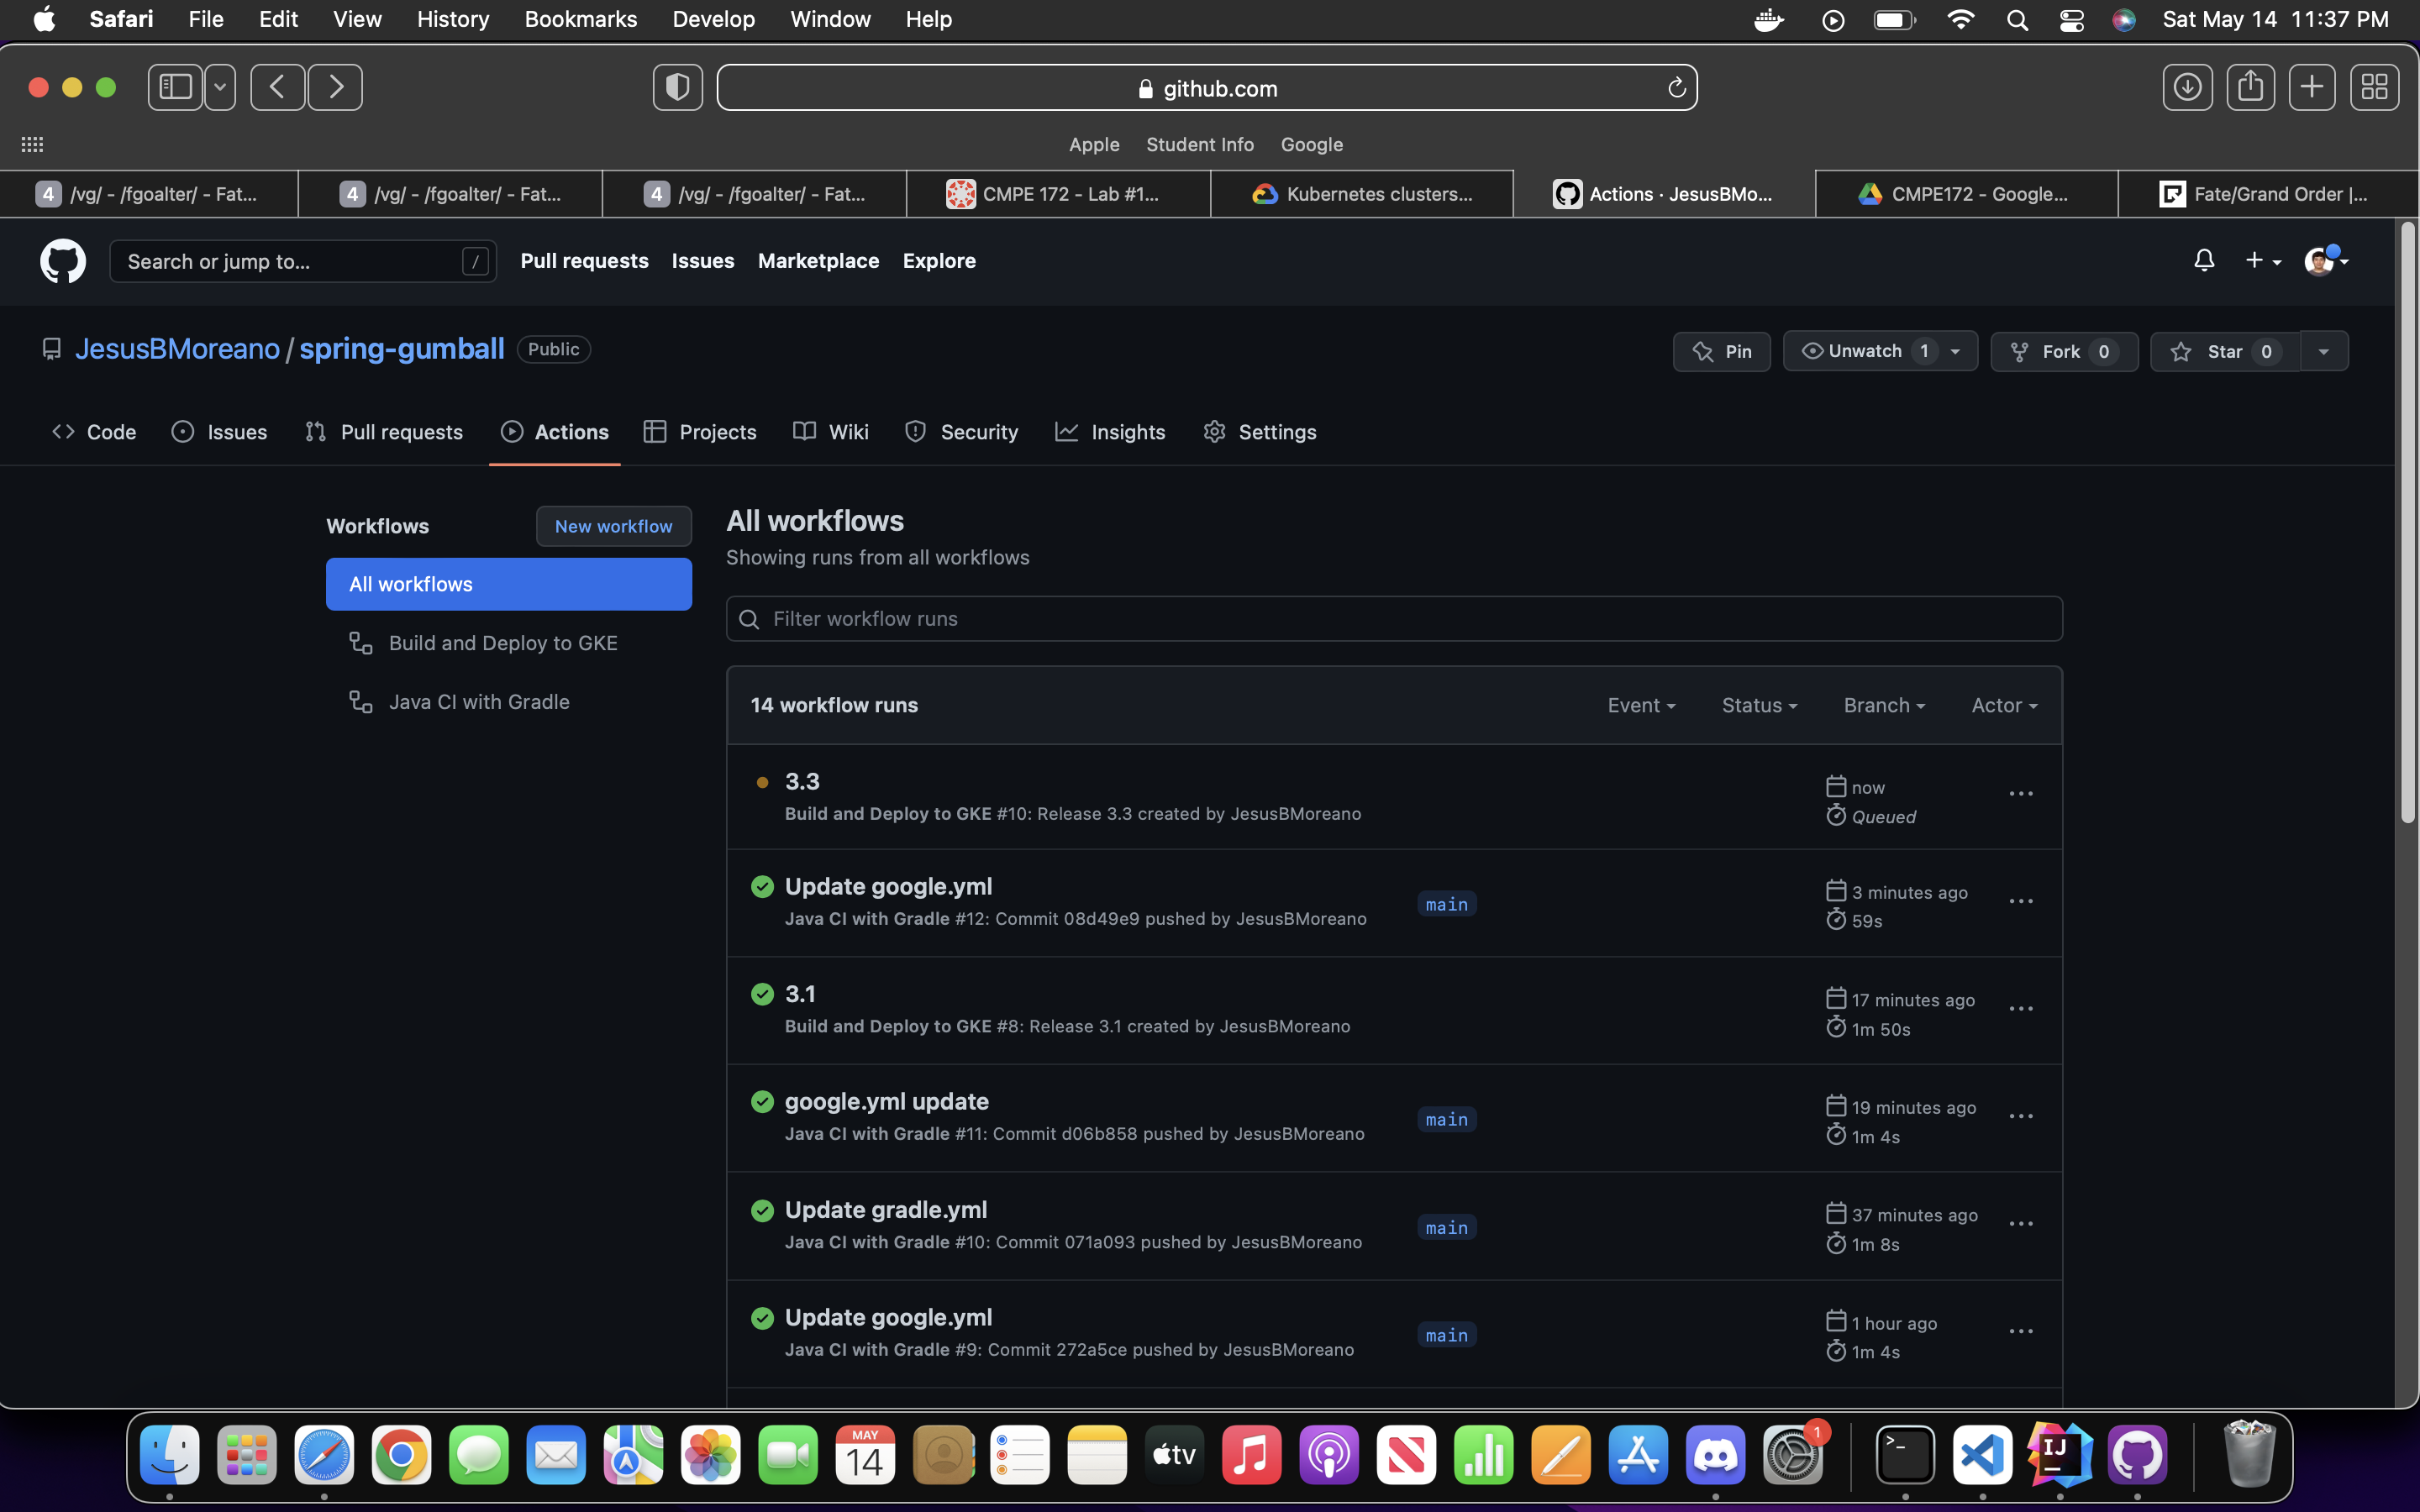 Safari File Edit View History Bookmarks Develop Window Help Sat May 14 11:37 PM
github.com
Apple Student Info Google
4 /vg/ - /fgoalter/ - Fat... 4 /vg/ - /fgoalter/ - Fat... 4 /vg/ - /fgoalter/ - Fat... CMPE 172 - Lab #1... Kubernetes clusters... Actions · JesusBMo... CMPE172 - Google... Fate/Grand Order |...
Search or jump to... / Pull requests Issues Marketplace Explore
JesusBMoreano / spring-gumball Public Pin Unwatch 1 Fork 0 Star 0
Code Issues Pull requests Actions Projects Wiki Security Insights Settings
Workflows New workflow
All workflows
Build and Deploy to GKE
Java CI with Gradle
All workflows
Showing runs from all workflows
Filter workflow runs
14 workflow runs Event Status Branch Actor
3.3 now
Build and Deploy to GKE #10: Release 3.3 created by JesusBMoreano Queued
Update google.yml 3 minutes ago
Java CI with Gradle #12: Commit 08d49e9 pushed by JesusBMoreano main 59s
3.1 17 minutes ago
Build and Deploy to GKE #8: Release 3.1 created by JesusBMoreano 1m 50s
google.yml update 19 minutes ago
Java CI with Gradle #11: Commit d06b858 pushed by JesusBMoreano main 1m 4s
Update gradle.yml 37 minutes ago
Java CI with Gradle #10: Commit 071a093 pushed by JesusBMoreano main 1m 8s
Update google.yml 1 hour ago
Java CI with Gradle #9: Commit 272a5ce pushed by JesusBMoreano main 1m 4s
MAY 14 tv 1 >_ IJ